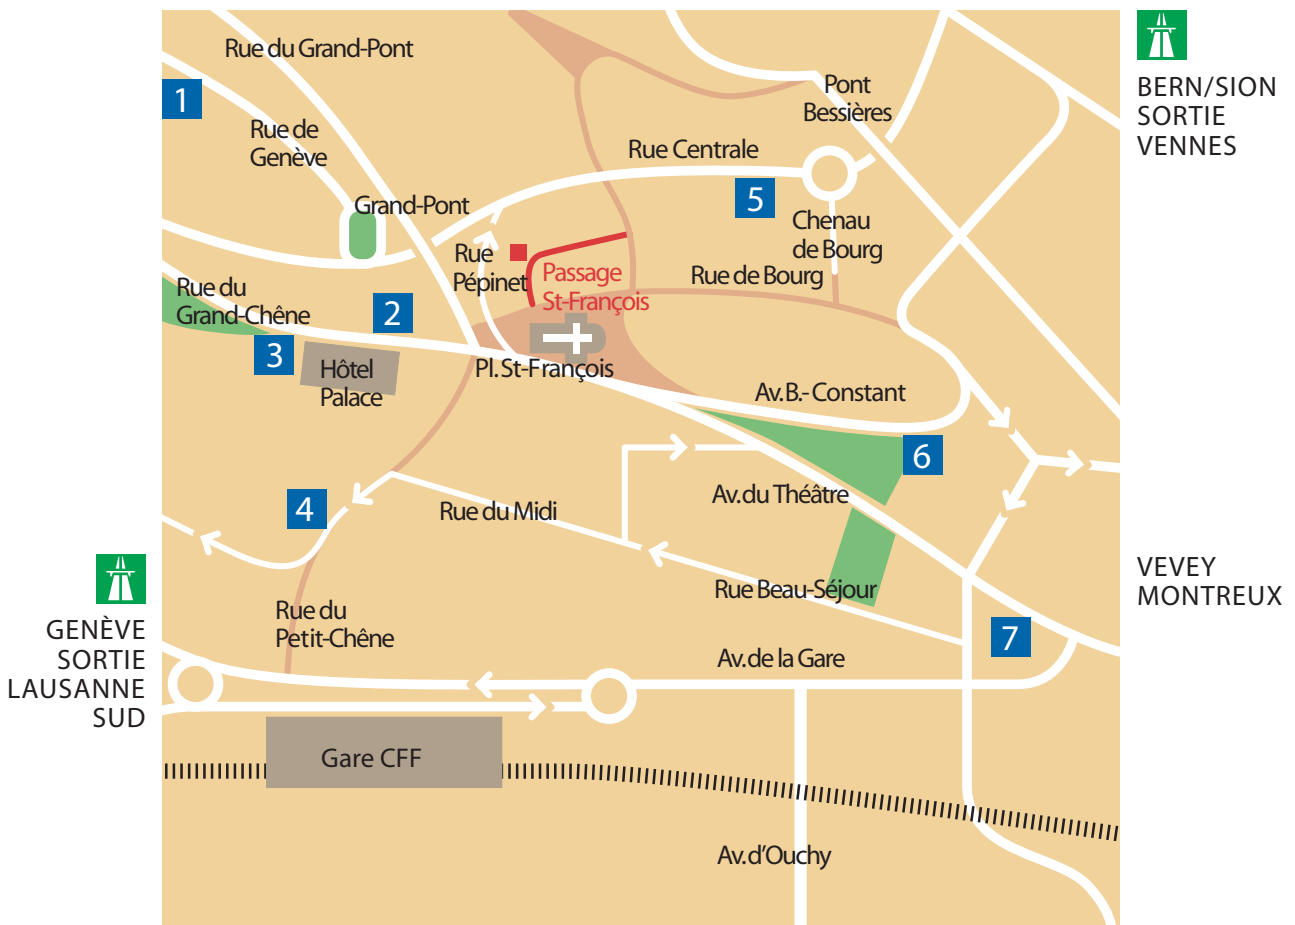 Rue du Grand-Pont
1
Rue de
Genève
Grand-Pont
Rue Centrale
Pont
Bessières
5
Chenau
de Bourg
Rue
Pépinet
Passage
St-François
Rue de Bourg
Rue du
Grand-Chêne
2
3
Hôtel
Palace
Pl. St-François
Av. B.- Constant
6
4
Rue du Midi
Av. du Théâtre
Rue Beau-Séjour
Rue du
Petit-Chêne
7
Av. de la Gare
Gare CFF
Av. d'Ouchy
BERN/SION
SORTIE
VENNES
VEVEY
MONTREUX
GENÈVE
SORTIE
LAUSANNE
SUD